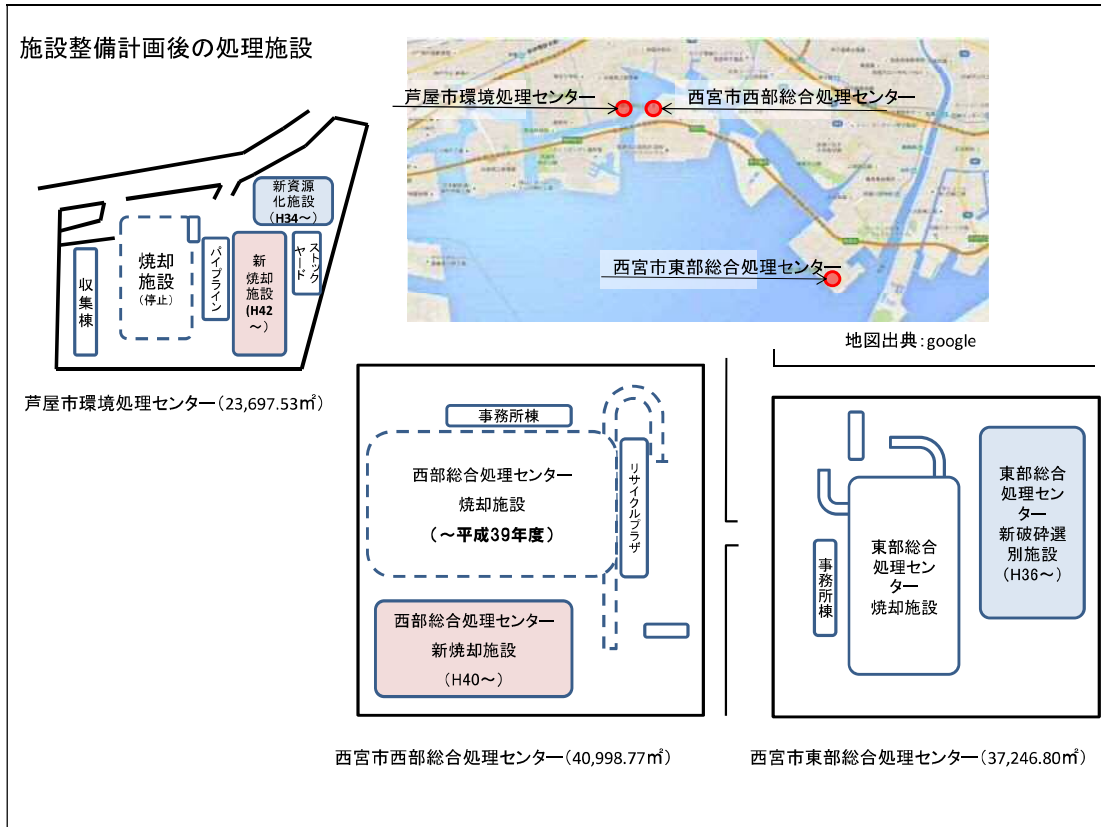 施設整備計画後の処理施設
芦屋市環境処理センター
西宮市西部総合処理センター
西宮市東部総合処理センター
地図出典：google
新資源
化施設
（H34～）
焼却
施設
（停止）
収集棟
パイプライン
新
焼却
施設
(H42
～)
ストック
ヤード
芦屋市環境処理センター（23,697.53㎡）
事務所棟
西部総合処理センター
焼却施設
（～平成39年度）
リサイクルプラザ
西部総合処理センター
新焼却施設
（H40～）
西宮市西部総合処理センター（40,998.77㎡）
事務所棟
東部総合
処理セン
ター
焼却施設
東部総合
処理セン
ター
新破砕選
別施設
（H36～）
西宮市東部総合処理センター（37,246.80㎡）